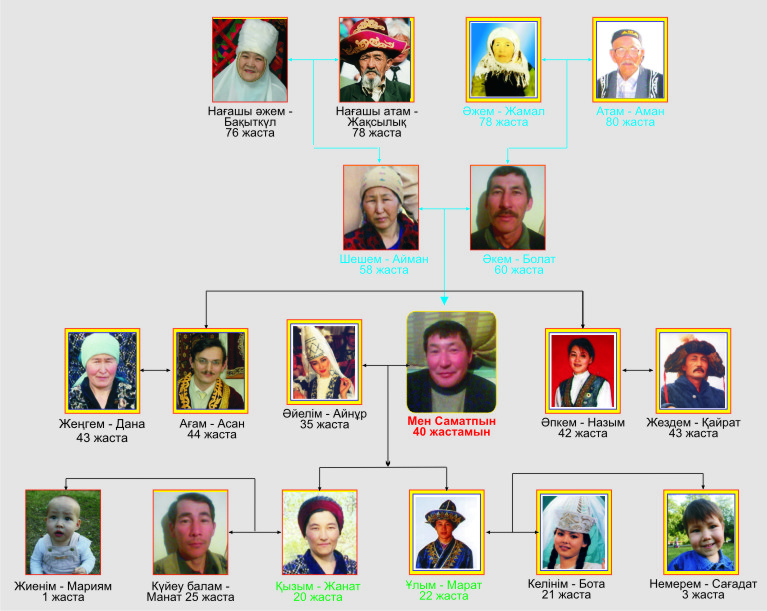 Нағашы әжем -
Бақыткүл
76 жаста
Нағашы атам -
Жақсылық
78 жаста
Әжем - Жамал
78 жаста
Атам - Аман
80 жаста
Шешем - Айман
58 жаста
Әкем - Болат
60 жаста
Жеңгем - Дана
43 жаста
Ағам - Асан
44 жаста
Әйелім - Айнұр
35 жаста
Мен Саматпын
40 жастамын
Әпкем - Назым
42 жаста
Жездем - Қайрат
43 жаста
Жиенім - Мариям
1 жаста
Күйеу балам -
Манат 25 жаста
Қызым - Жанат
20 жаста
Ұлым - Марат
22 жаста
Келінім - Бота
21 жаста
Немерем - Сағадат
3 жаста